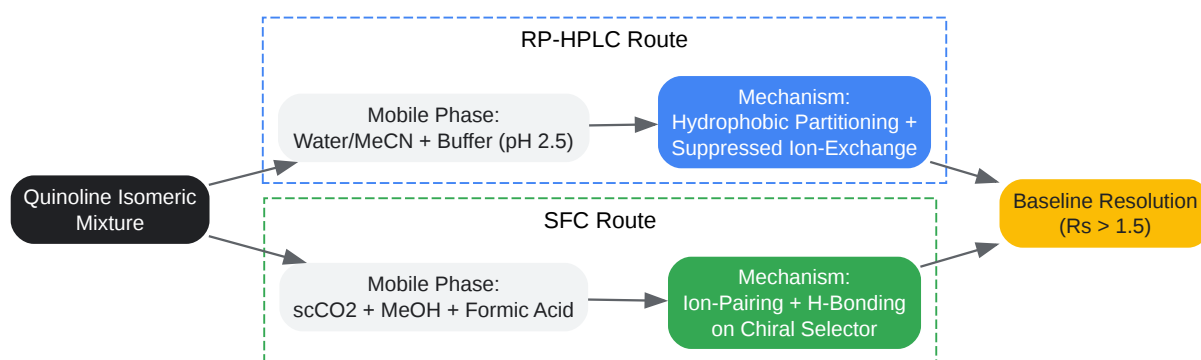 RP-HPLC Route
Mobile Phase:
Water/MeCN + Buffer (pH 2.5)
Mechanism:
Hydrophobic Partitioning +
Suppressed Ion-Exchange
Quinoline Isomeric
Mixture
Baseline Resolution
(Rs > 1.5)
SFC Route
Mobile Phase:
scCO2 + MeOH + Formic Acid
Mechanism:
Ion-Pairing + H-Bonding
on Chiral Selector